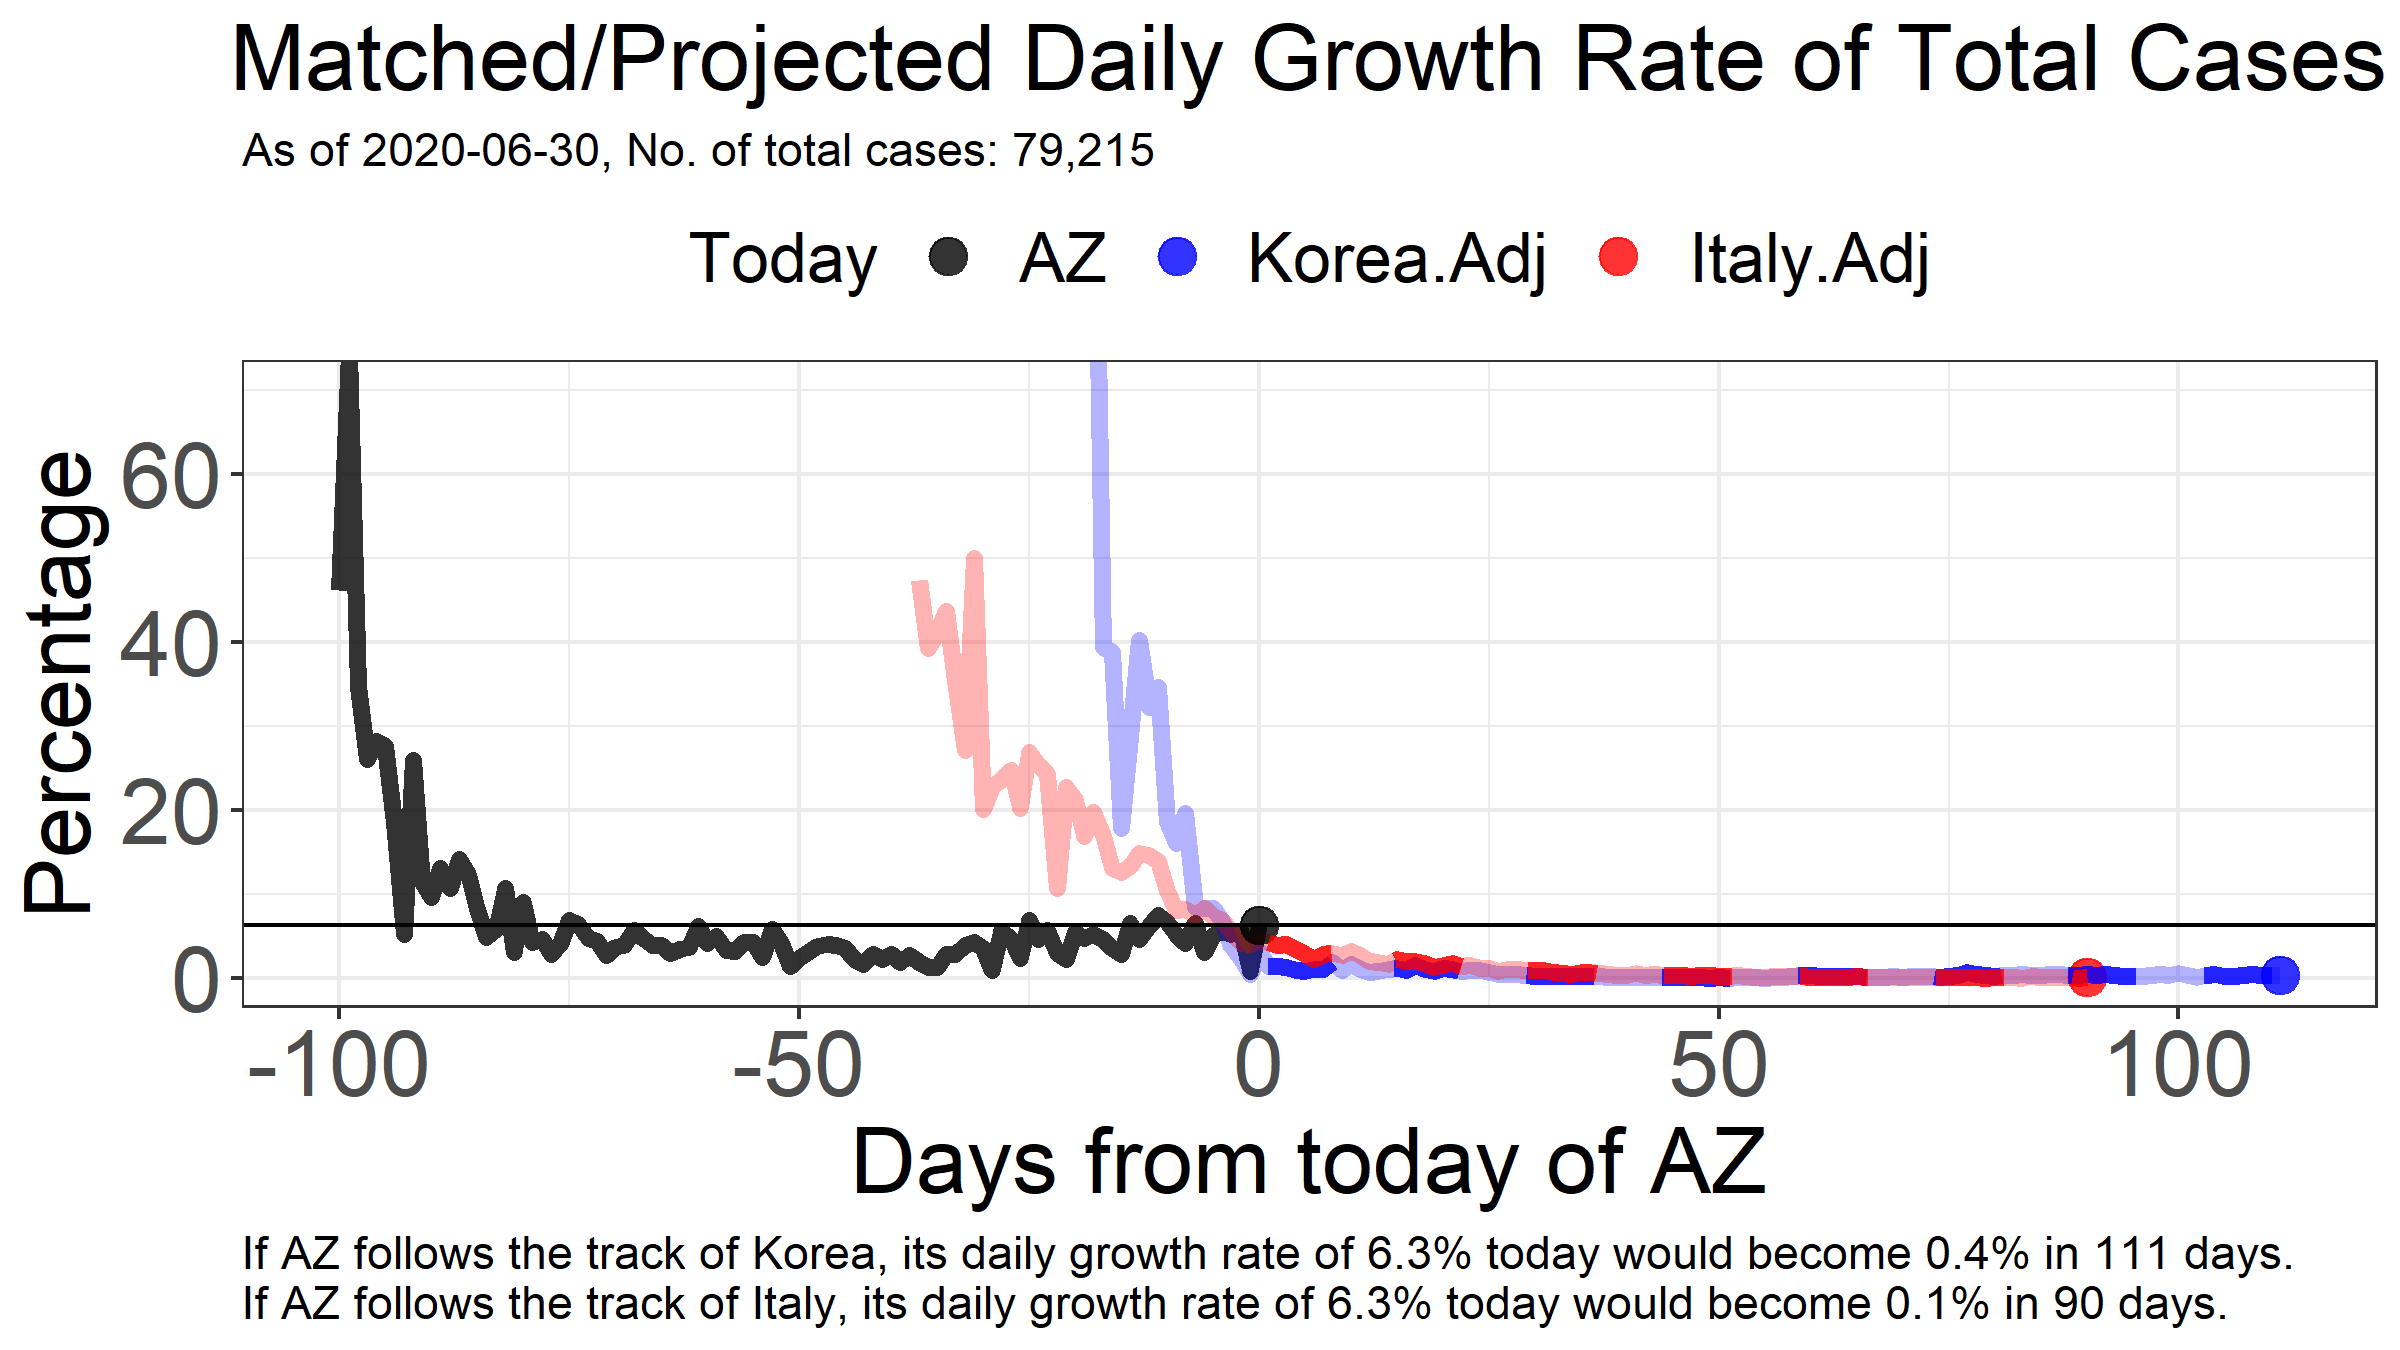 Matched/Projected Daily Growth Rate of Total Cases
As of 2020-06-30, No. of total cases: 79,215
Today AZ Korea.Adj Italy.Adj
Percentage
60
40
20
0
-100 -50 0 50 100
Days from today of AZ
If AZ follows the track of Korea, its daily growth rate of 6.3% today would become 0.4% in 111 days.
If AZ follows the track of Italy, its daily growth rate of 6.3% today would become 0.1% in 90 days.